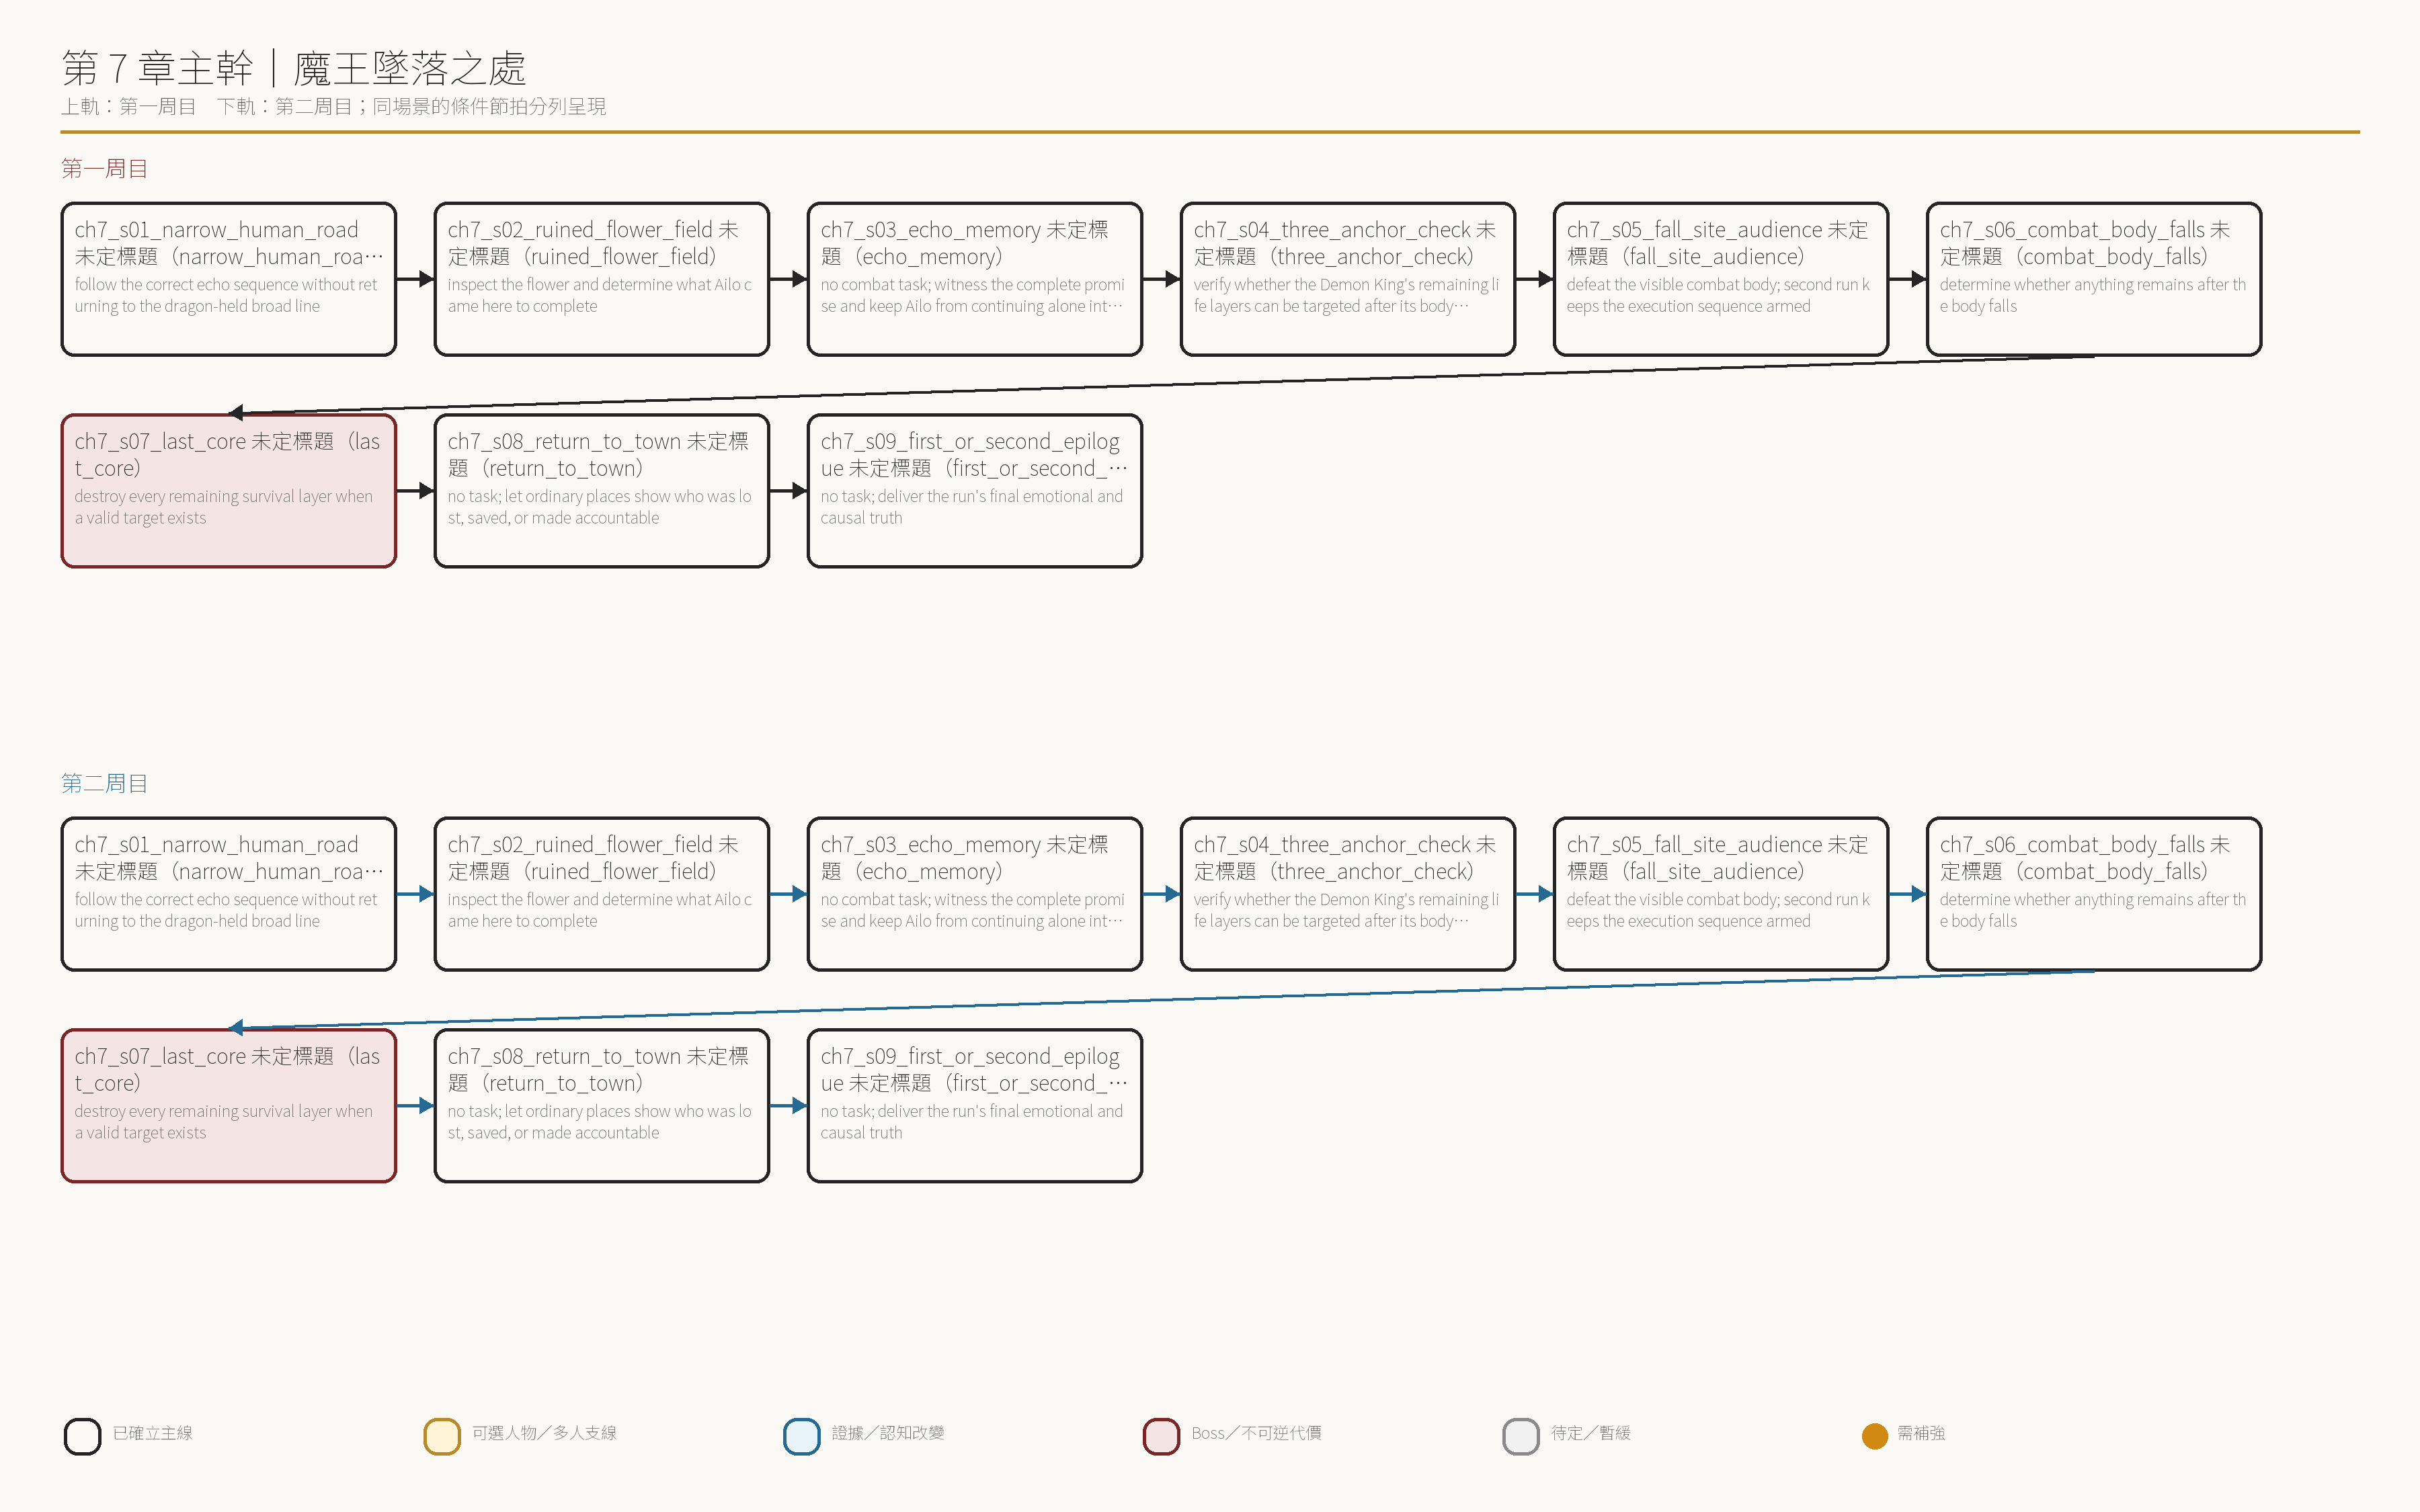 第 7 章主幹｜魔王墜落之處
上軌：第一周目　下軌：第二周目；同場景的條件節拍分列呈現
第一周目
ch7_s01_narrow_human_road
未定標題（narrow_human_roa…
follow the correct echo sequence without ret
urning to the dragon-held broad line
ch7_s02_ruined_flower_field 未
定標題（ruined_flower_field）
inspect the flower and determine what Ailo c
ame here to complete
ch7_s03_echo_memory 未定標
題（echo_memory）
no combat task; witness the complete promi
se and keep Ailo from continuing alone int…
ch7_s04_three_anchor_check 未
定標題（three_anchor_check）
verify whether the Demon King's remaining li
fe layers can be targeted after its body…
ch7_s05_fall_site_audience 未定
標題（fall_site_audience）
defeat the visible combat body; second run k
eeps the execution sequence armed
ch7_s06_combat_body_falls 未
定標題（combat_body_falls）
determine whether anything remains after th
e body falls
ch7_s07_last_core 未定標題（las
t_core）
destroy every remaining survival layer when
a valid target exists
ch7_s08_return_to_town 未定標
題（return_to_town）
no task; let ordinary places show who was lo
st, saved, or made accountable
ch7_s09_first_or_second_epilog
ue 未定標題（first_or_second_…
no task; deliver the run's final emotional and
causal truth
第二周目
ch7_s01_narrow_human_road
未定標題（narrow_human_roa…
follow the correct echo sequence without ret
urning to the dragon-held broad line
ch7_s02_ruined_flower_field 未
定標題（ruined_flower_field）
inspect the flower and determine what Ailo c
ame here to complete
ch7_s03_echo_memory 未定標
題（echo_memory）
no combat task; witness the complete promi
se and keep Ailo from continuing alone int…
ch7_s04_three_anchor_check 未
定標題（three_anchor_check）
verify whether the Demon King's remaining li
fe layers can be targeted after its body…
ch7_s05_fall_site_audience 未定
標題（fall_site_audience）
defeat the visible combat body; second run k
eeps the execution sequence armed
ch7_s06_combat_body_falls 未
定標題（combat_body_falls）
determine whether anything remains after th
e body falls
ch7_s07_last_core 未定標題（las
t_core）
destroy every remaining survival layer when
a valid target exists
ch7_s08_return_to_town 未定標
題（return_to_town）
no task; let ordinary places show who was lo
st, saved, or made accountable
ch7_s09_first_or_second_epilog
ue 未定標題（first_or_second_…
no task; deliver the run's final emotional and
causal truth
已確立主線
可選人物／多人支線
證據／認知改變
Boss／不可逆代價
待定／暫緩
需補強